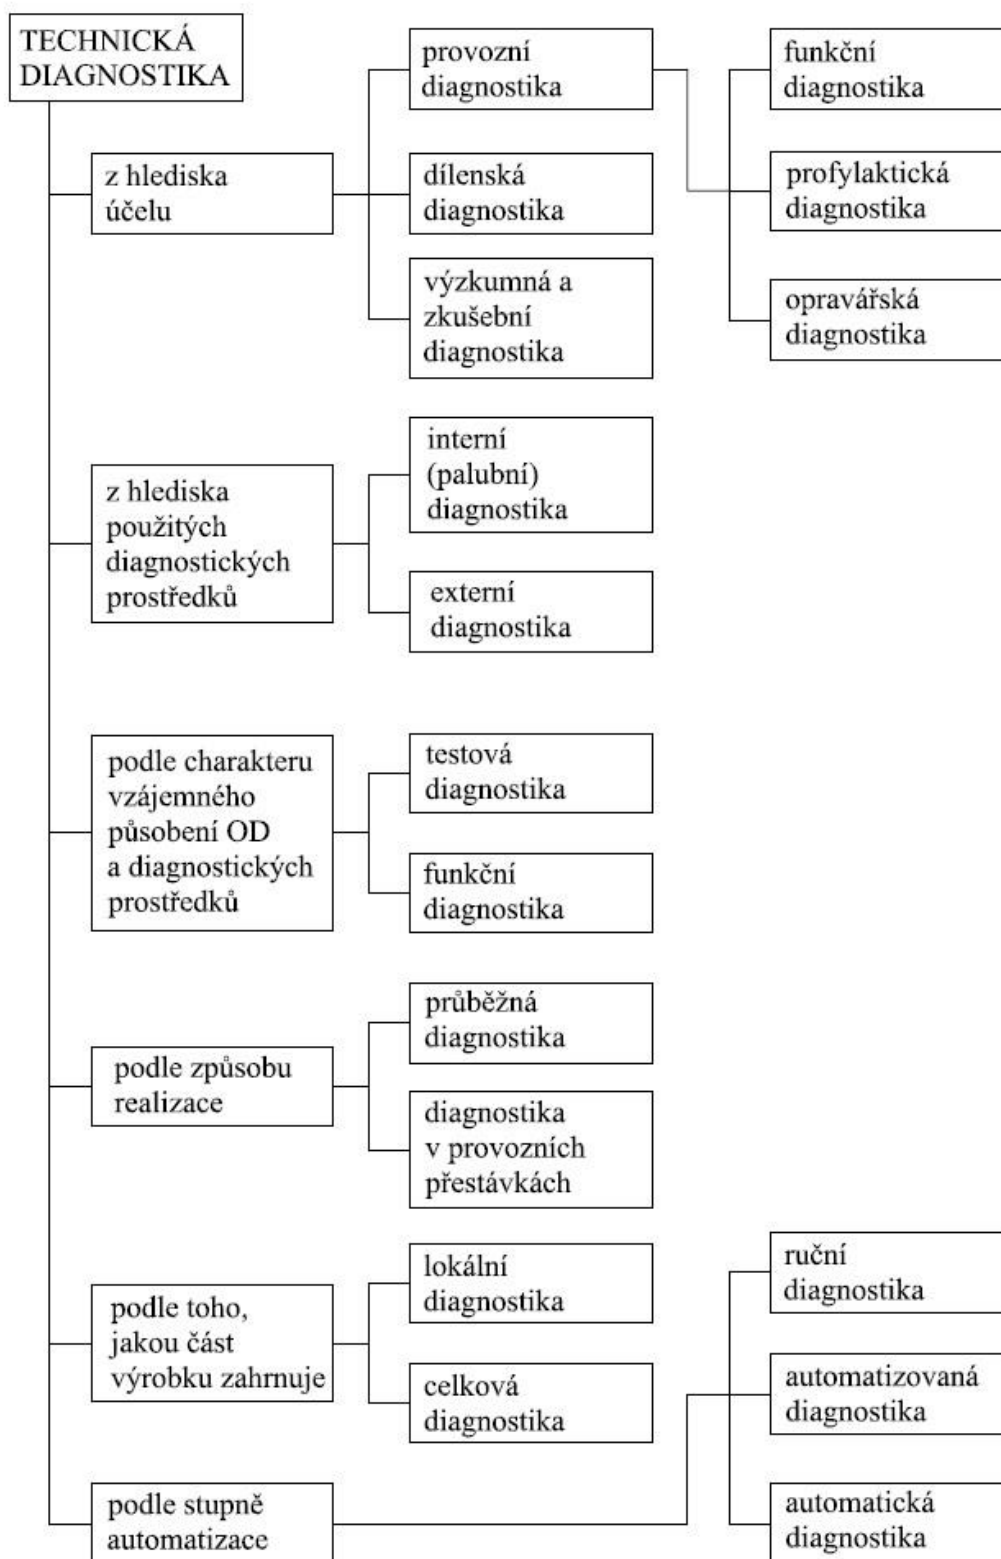 TECHNICKÁ
DIAGNOSTIKA
z hlediska
účelu
provozní
diagnostika
dílenská
diagnostika
výzkumná a
zkušební
diagnostika
funkční
diagnostika
profylaktická
diagnostika
opravářská
diagnostika
z hlediska
použitých
diagnostických
prostředků
interní
(palubní)
diagnostika
externí
diagnostika
podle charakteru
vzájemného
působení OD
a diagnostických
prostředků
testová
diagnostika
funkční
diagnostika
podle způsobu
realizace
průběžná
diagnostika
diagnostika
v provozních
přestávkách
podle toho,
jakou část
výrobku zahrnuje
lokální
diagnostika
celková
diagnostika
podle stupně
automatizace
ruční
diagnostika
automatizovaná
diagnostika
automatická
diagnostika